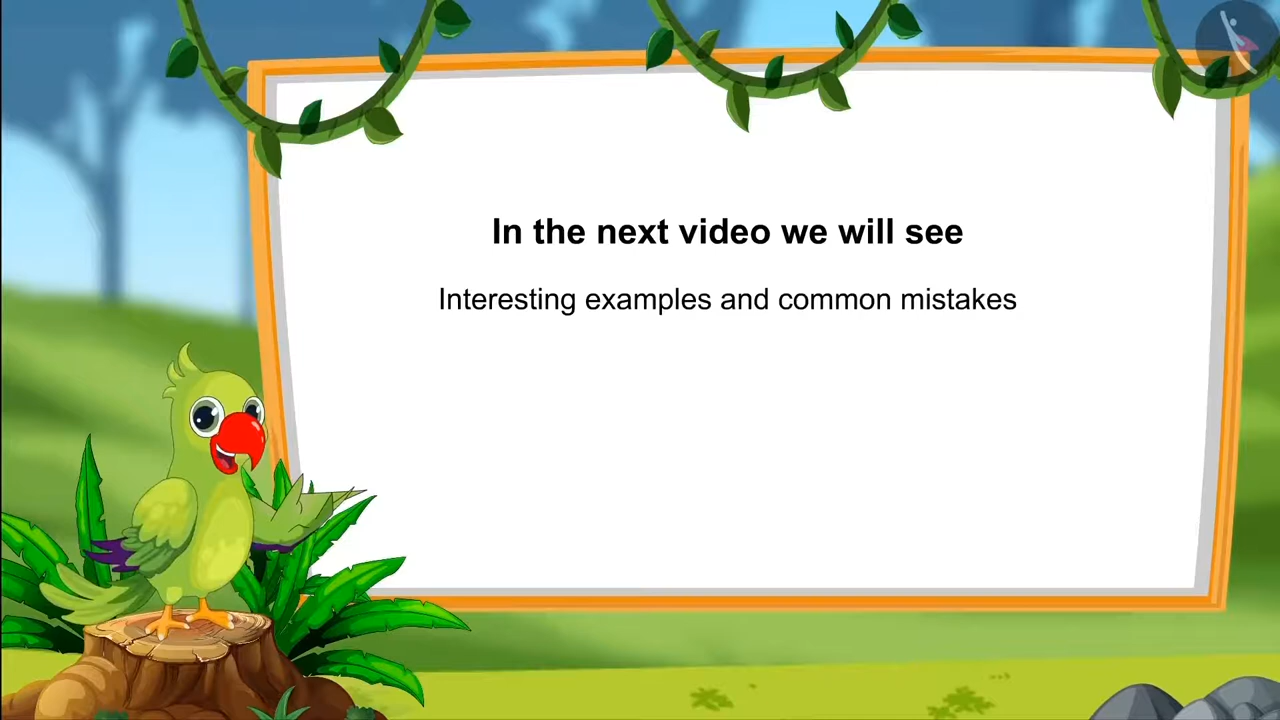 In the next video we will see
Interesting examples and common mistakes